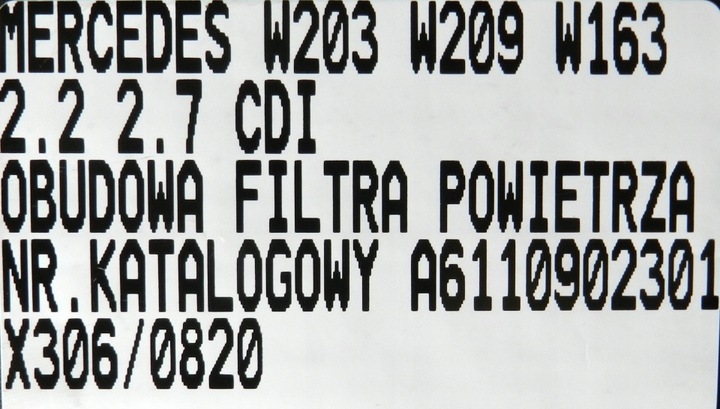 MERCEDES W203 W209 W163
2.2 2.7 CDI
OBUDOWA FILTRA POWIETRZA
NR.KATALOGOWY A6110902301
X306/0820